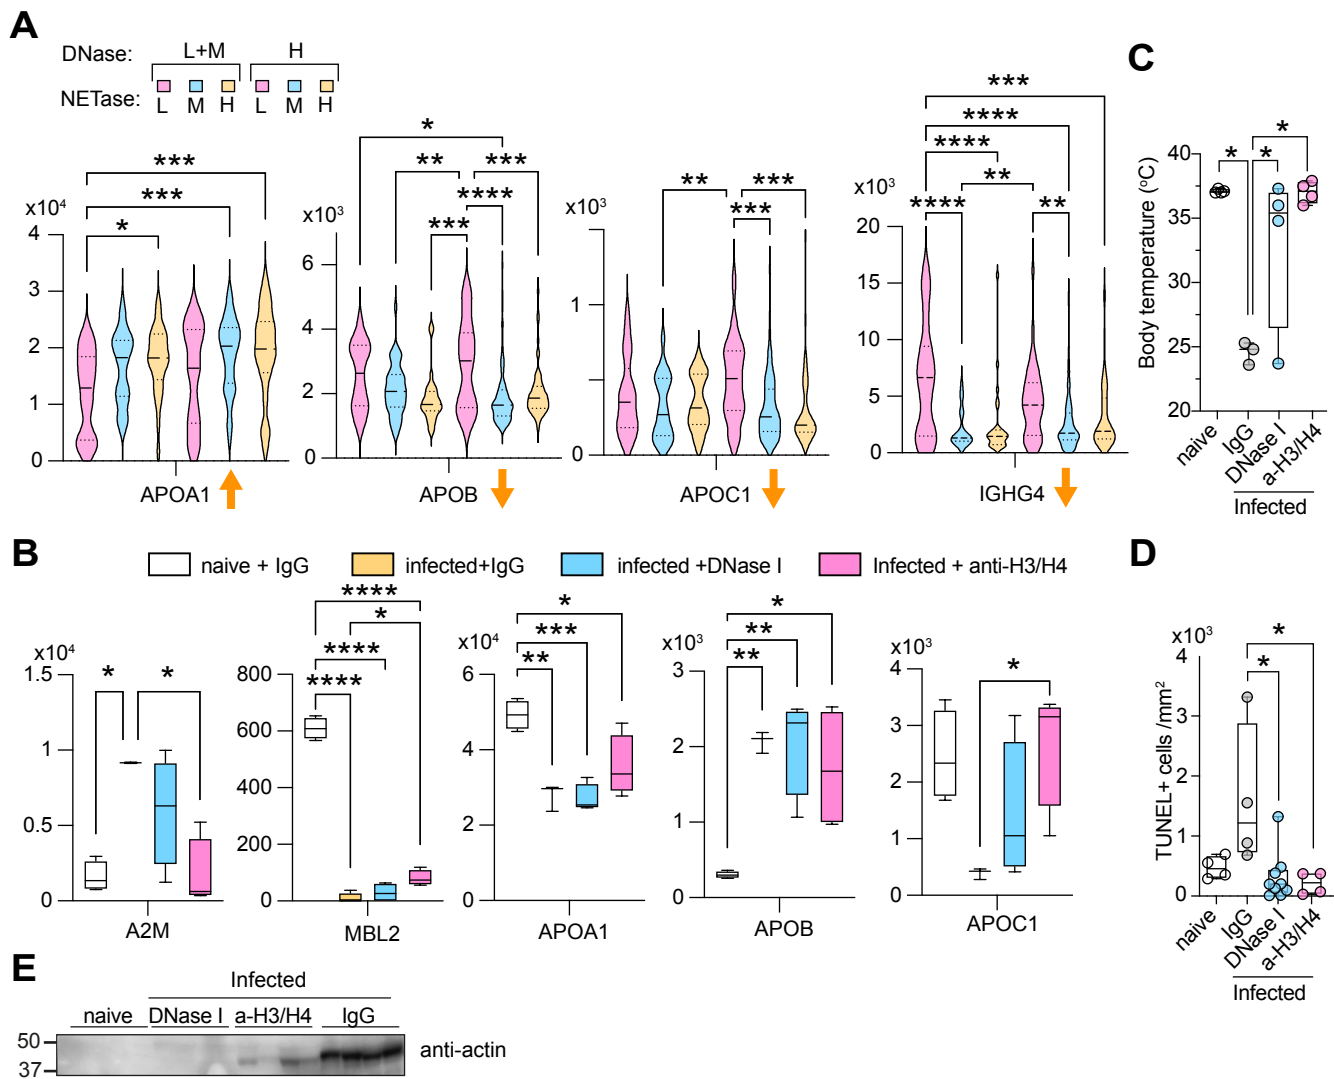 A
DNase: L+M H
NETase: L M H L M H
x10⁴
4
3
2
1
0
*
***
***
APOA1
x10³
6
4
2
0
*
** ***
****
***
APOB
x10³
1
0
** ***
***
APOC1
x10³
20
15
10
5
0
***
****
****
**
**** **
IGHG4
C
Body temperature (°C)
40
35
30
25
20
*
* *
naive
IgG
DNase I
a-H3/H4
Infected
B
naive + IgG infected+IgG infected +DNase I Infected + anti-H3/H4
x10⁴
1.5
1
0.5
0
* *
A2M
800
600
400
200
0
****
*
****
****
MBL2
x10⁴
6
4
2
0
*
***
**
APOA1
x10³
3
2
1
0
*
**
**
APOB
x10³
4
3
2
1
0
*
APOC1
D
TUNEL+ cells /mm²
x10³
4
3
2
1
0
*
*
naive
IgG
DNase I
a-H3/H4
Infected
E
Infected
naive DNase I a-H3/H4 IgG
50
37
anti-actin